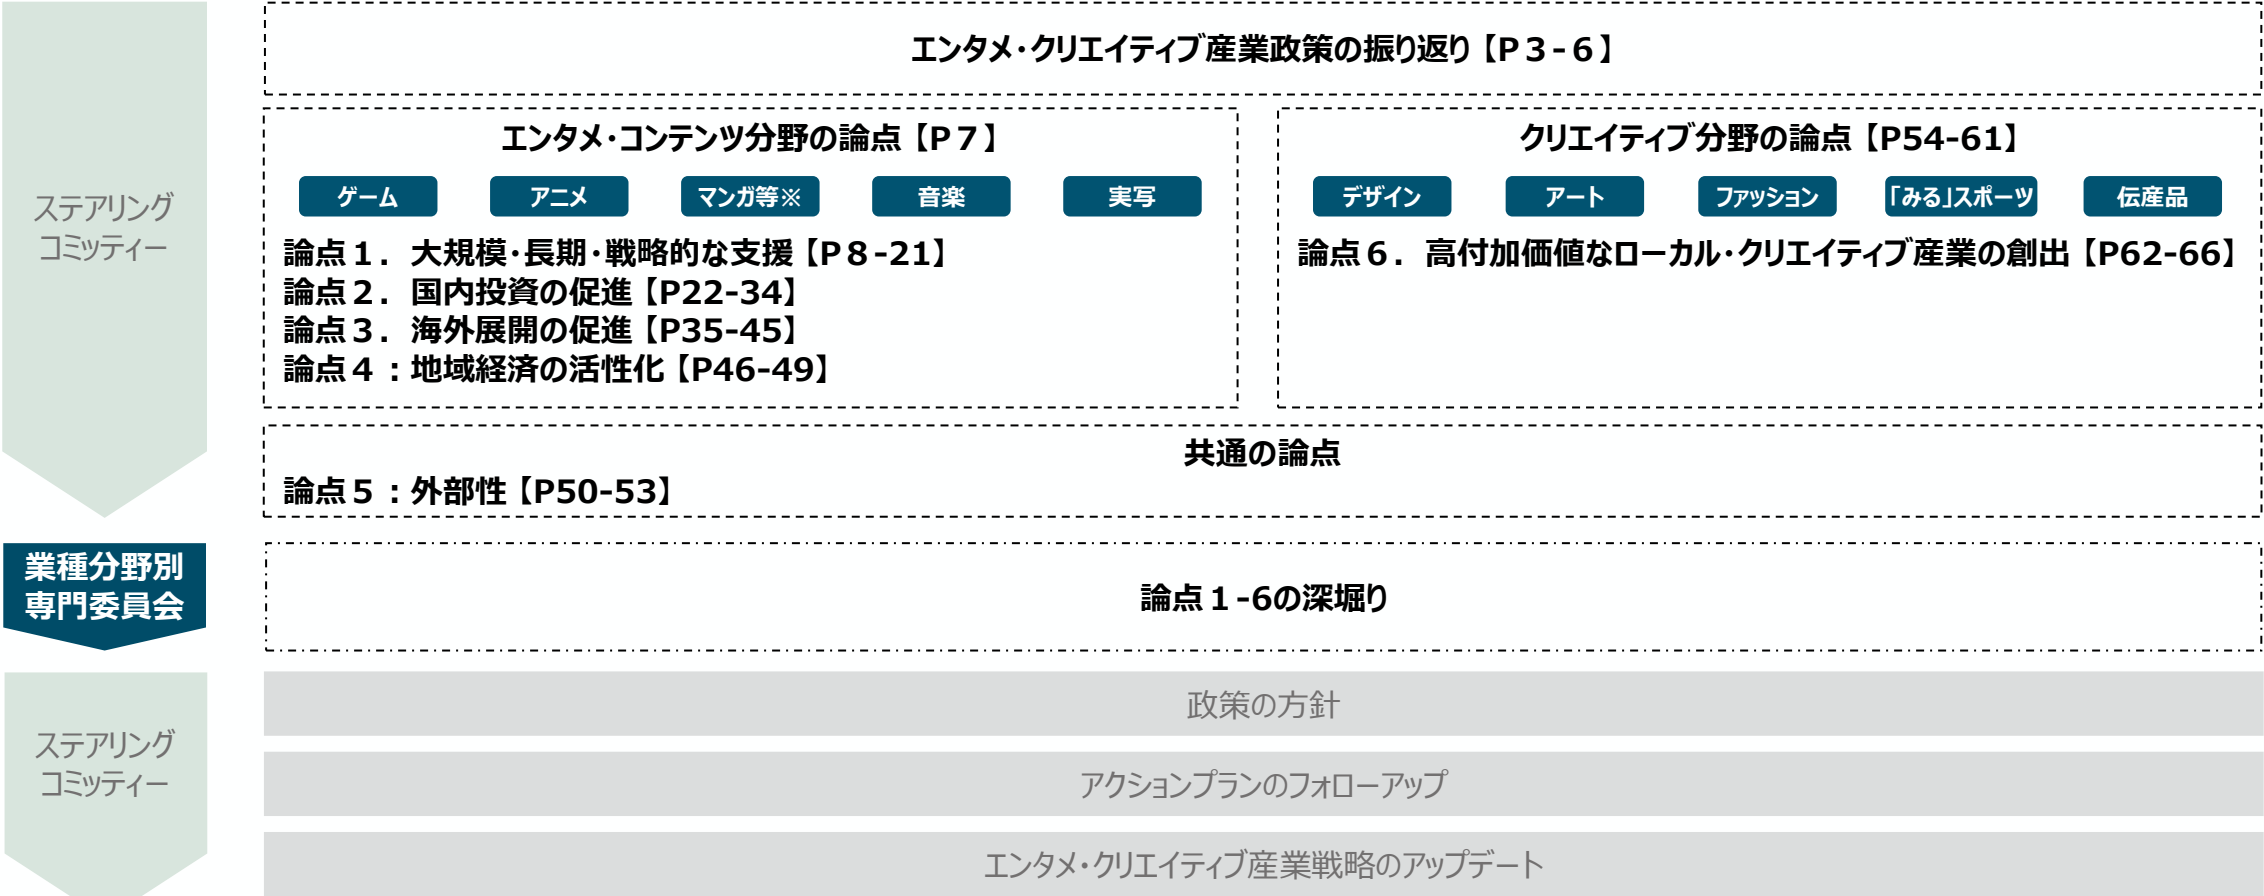 エンタメ・クリエイティブ産業政策の振り返り【P３-６】
ステアリング
コミッティー
エンタメ・コンテンツ分野の論点【P７】
ゲーム
アニメ
マンガ等※
音楽
実写
論点１．大規模・長期・戦略的な支援【P８-21】
論点２．国内投資の促進【P22-34】
論点３．海外展開の促進【P35-45】
論点４：地域経済の活性化【P46-49】
クリエイティブ分野の論点【P54-61】
デザイン
アート
ファッション
「みる」スポーツ
伝産品
論点６．高付加価値なローカル・クリエイティブ産業の創出【P62-66】
共通の論点
論点５：外部性【P50-53】
業種分野別
専門委員会
論点１-6の深堀り
ステアリング
コミッティー
政策の方針
アクションプランのフォローアップ
エンタメ・クリエイティブ産業戦略のアップデート